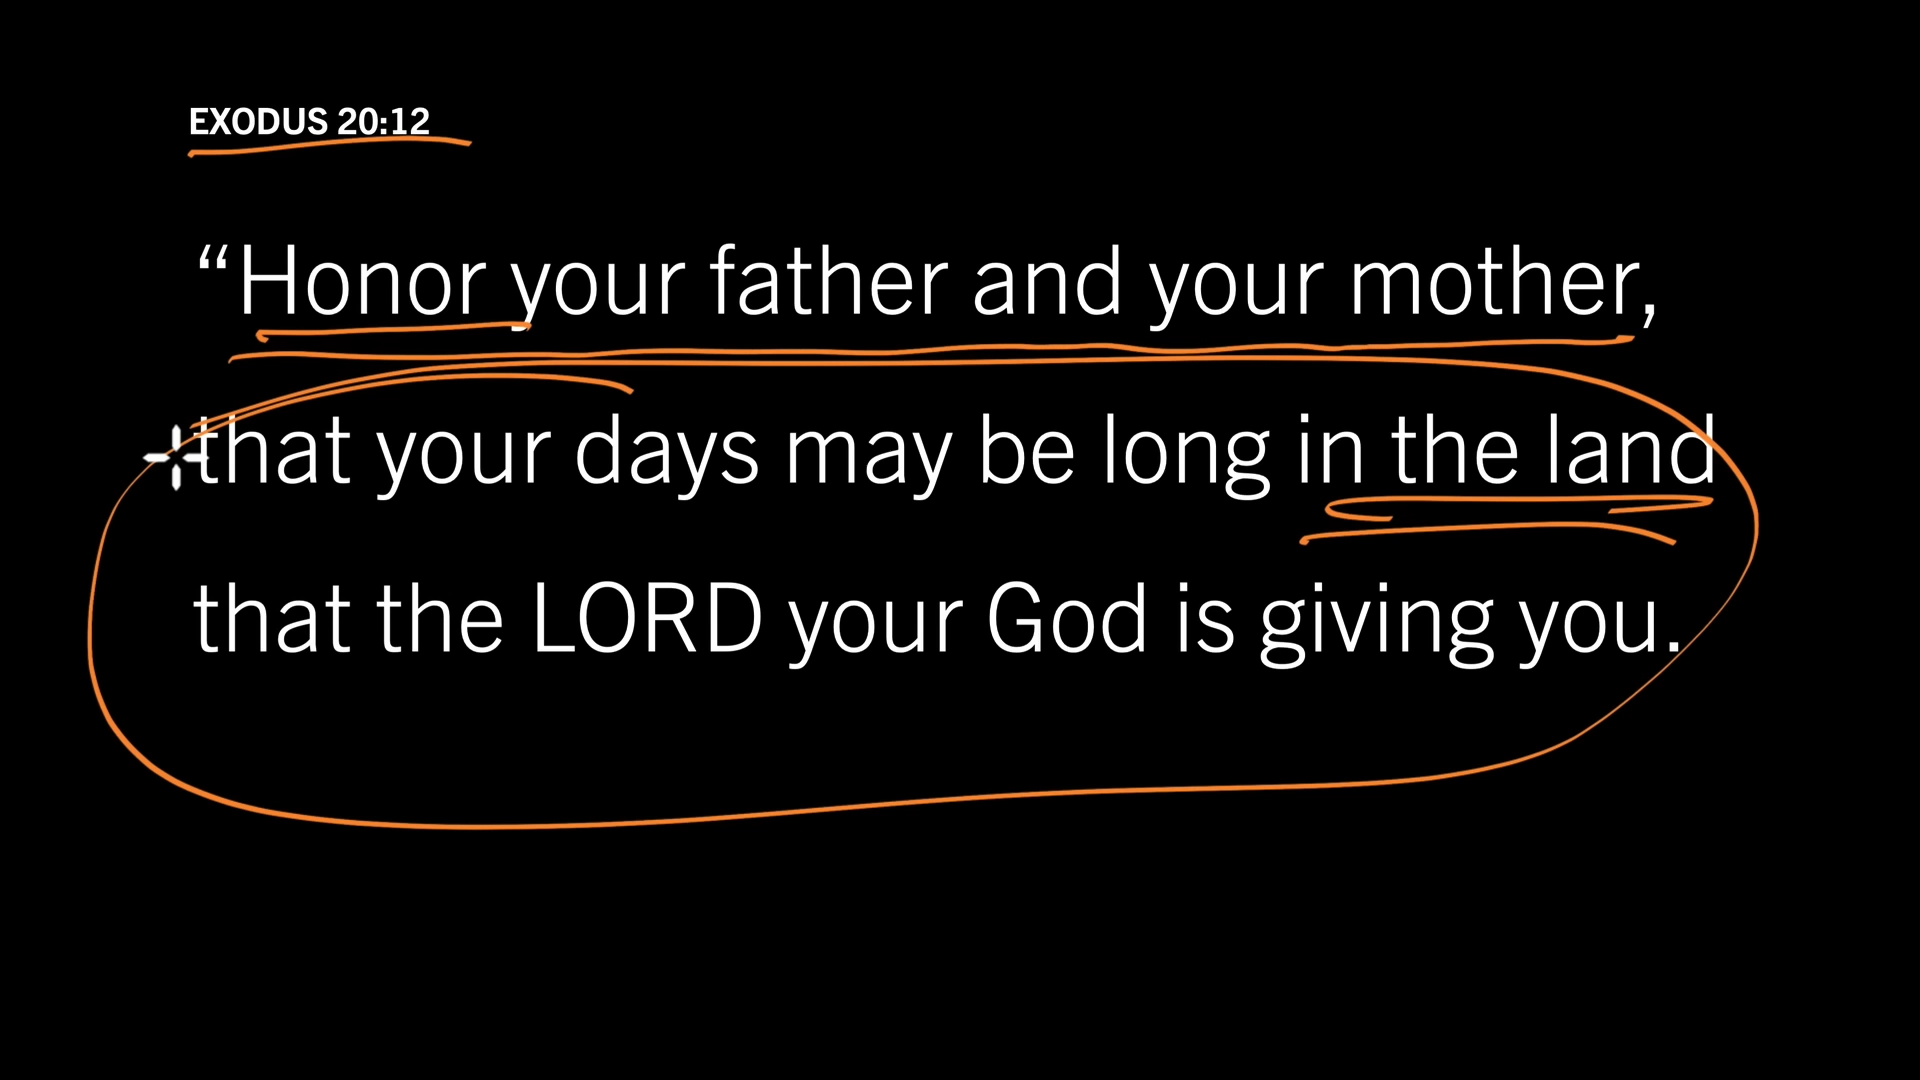 EXODUS 20:12
“Honor your father and your mother,
that your days may be long in the land
that the LORD your God is giving you.